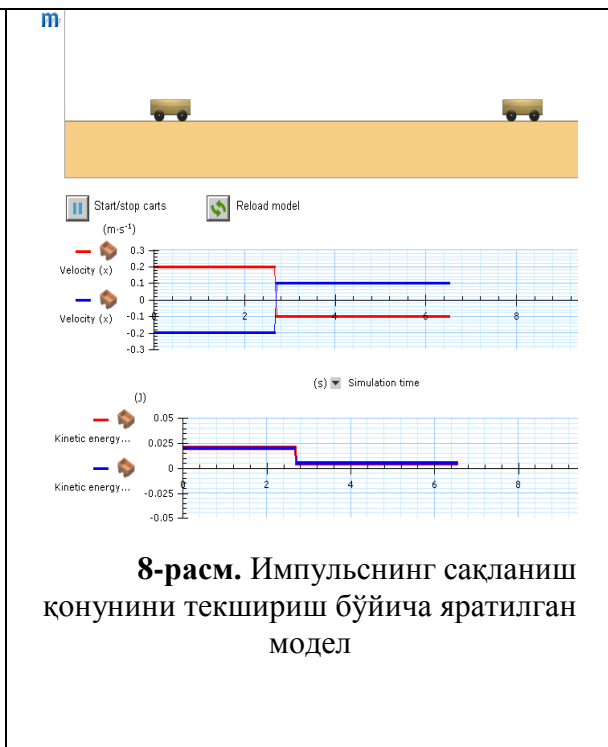 m
Start/stop carts Reload model
(m·s⁻¹)
0.3
0.2
Velocity (x)
0.1
0
2 4 6 8
Velocity (x)
-0.1
-0.2
-0.3
(s) Simulation time
(J)
0.05
Kinetic energy...
0.025
0
0 2 4 6 8
Kinetic energy...
-0.025
-0.05
8-расм. Импульснинг сақланиш
қонунини текшириш бўйича яратилган
модел